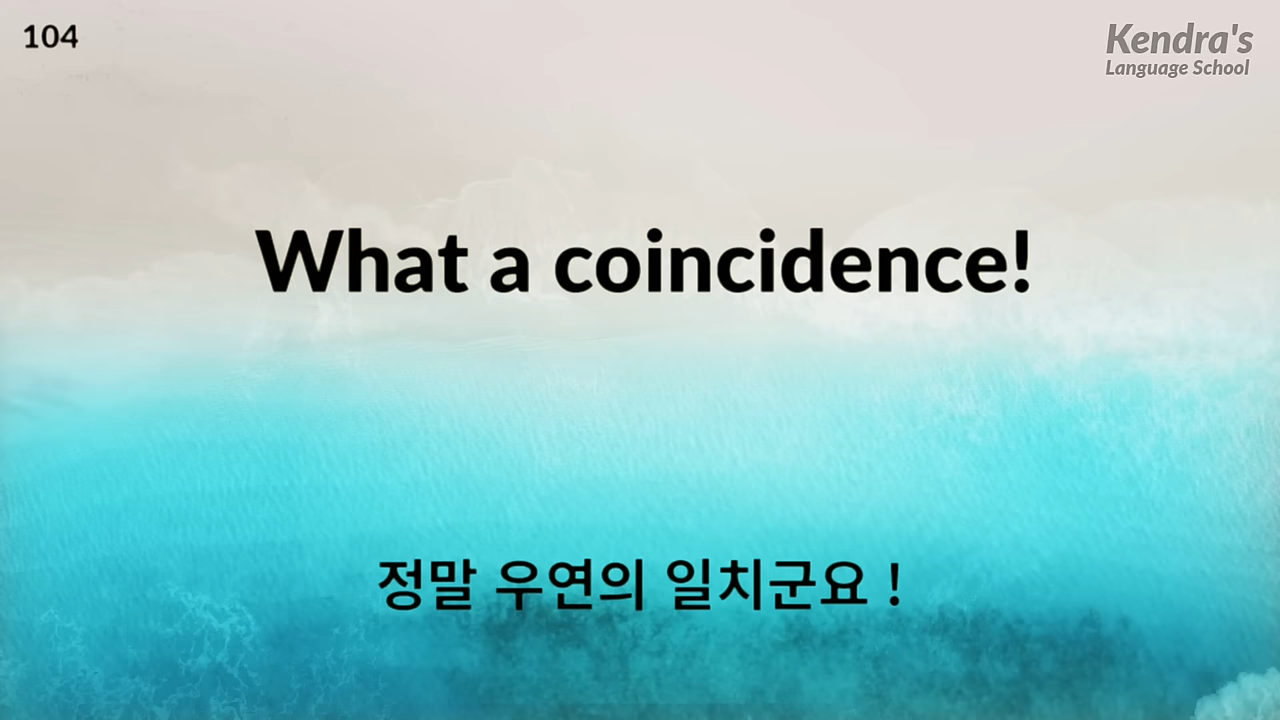 104
Kendra's
Language School
What a coincidence!
정말 우연의 일치군요 !